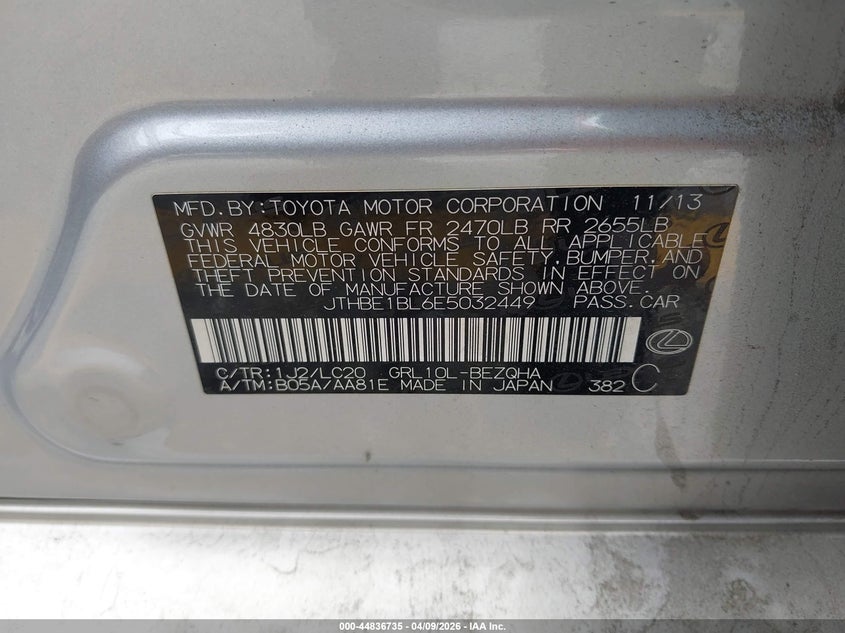 MFD.BY:TOYOTA MOTOR CORPORATION 11/13
GVWR 4830LB GAWR FR 2470LB RR 2655LB
THIS VEHICLE CONFORMS TO ALL APPLICABLE
FEDERAL MOTOR VEHICLE SAFETY,BUMPER,AND
THEFT PREVENTION STANDARDS IN EFFECT ON
THE DATE OF MANUFACTURE SHOWN ABOVE.
JTHBE1BL6E5032449 PASS.CAR
C/TR:1J2/LC20 GRL10L-BEZQHA
A/TM:B05A/AA81E MADE IN JAPAN 382 C
000-44836735 - 04/09/2026 - IAA Inc.